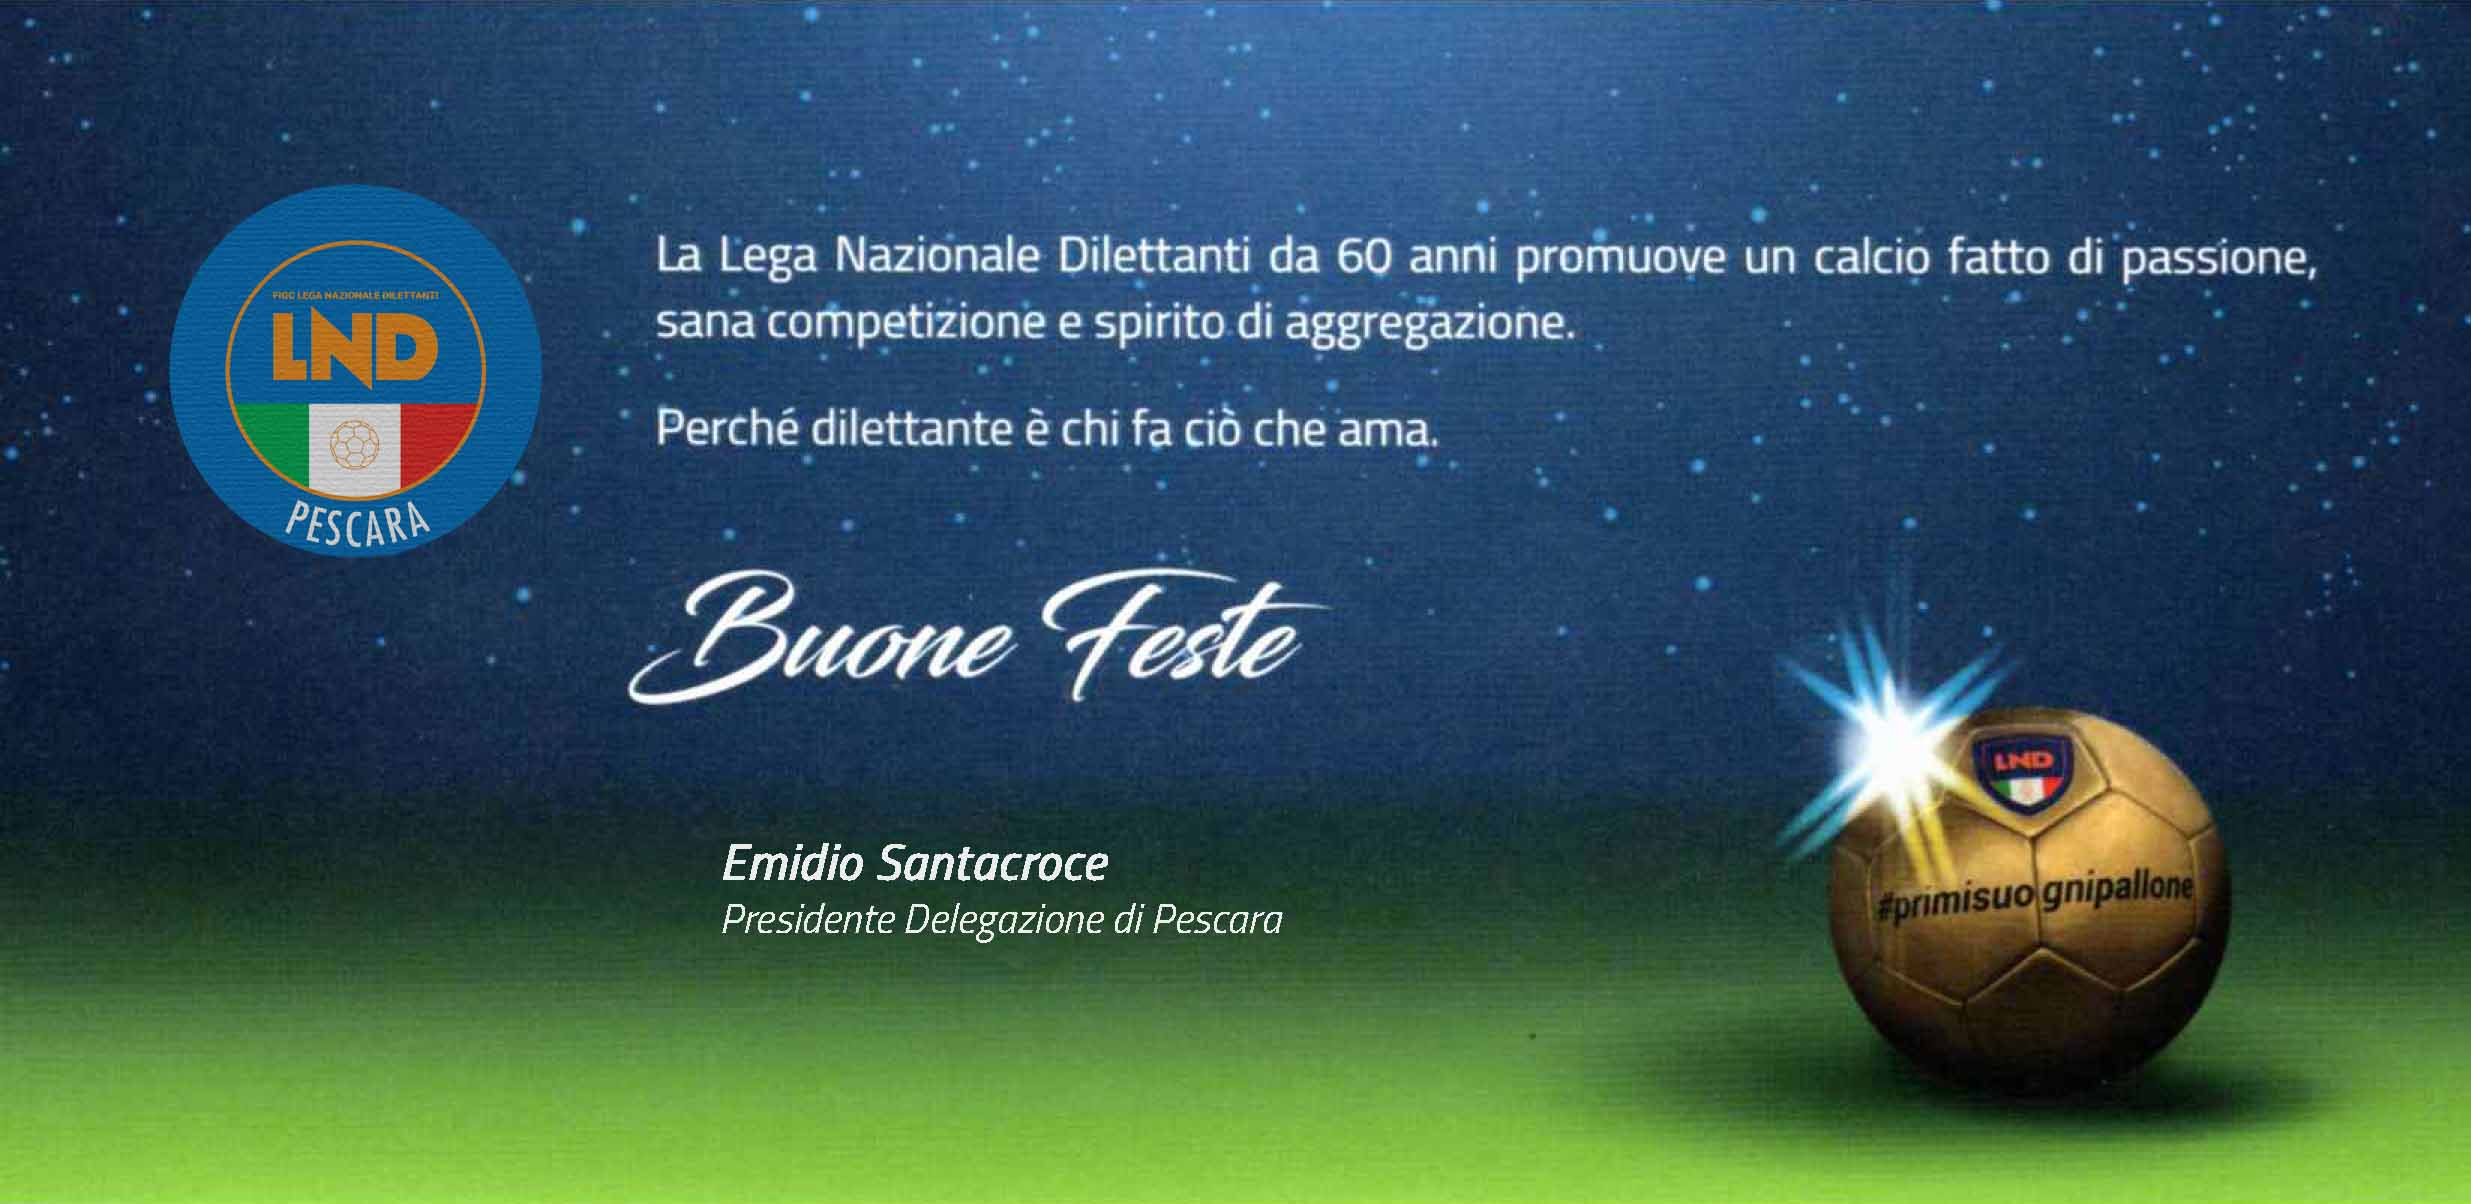 FIGC LEGA NAZIONALE DILETTANTI
LND
PESCARA
La Lega Nazionale Dilettanti da 60 anni promuove un calcio fatto di passione,
sana competizione e spirito di aggregazione.
Perché dilettante è chi fa ciò che ama.
Buone Feste
Emidio Santacroce
Presidente Delegazione di Pescara
LND
#primisuo gnipallone